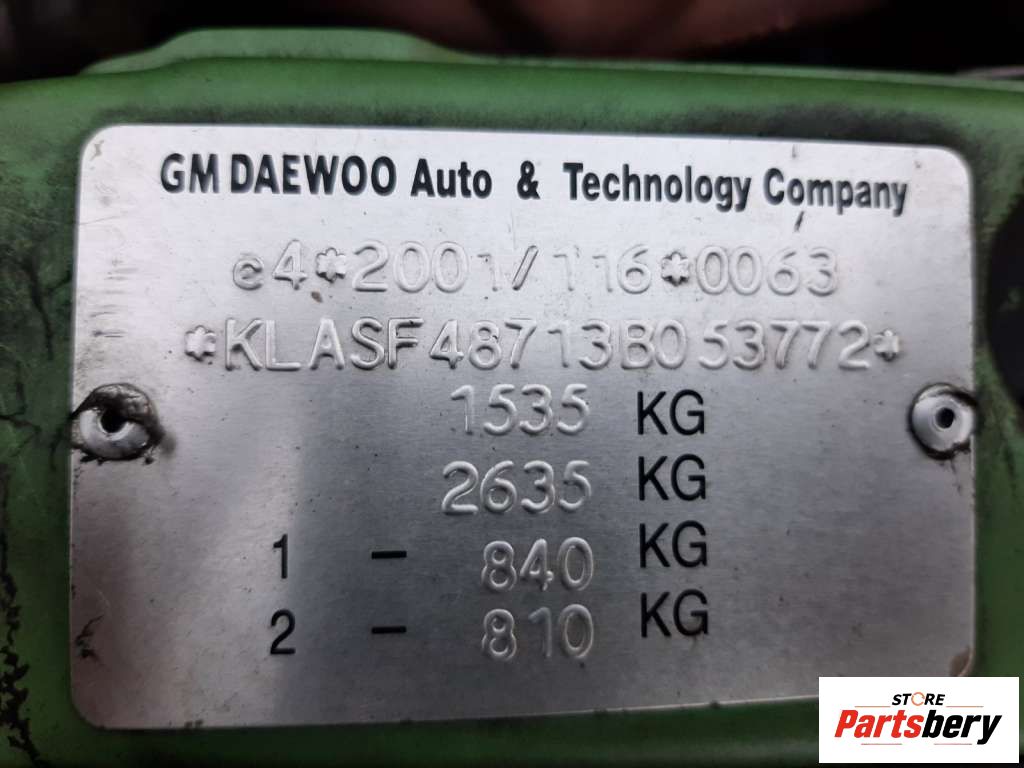 GM DAEWOO Auto & Technology Company
e4*2001/116*0063
*KLASF48713B053772*
1535 KG
2635 KG
1 - 840 KG
2 - 810 KG
STORE
Partsbery